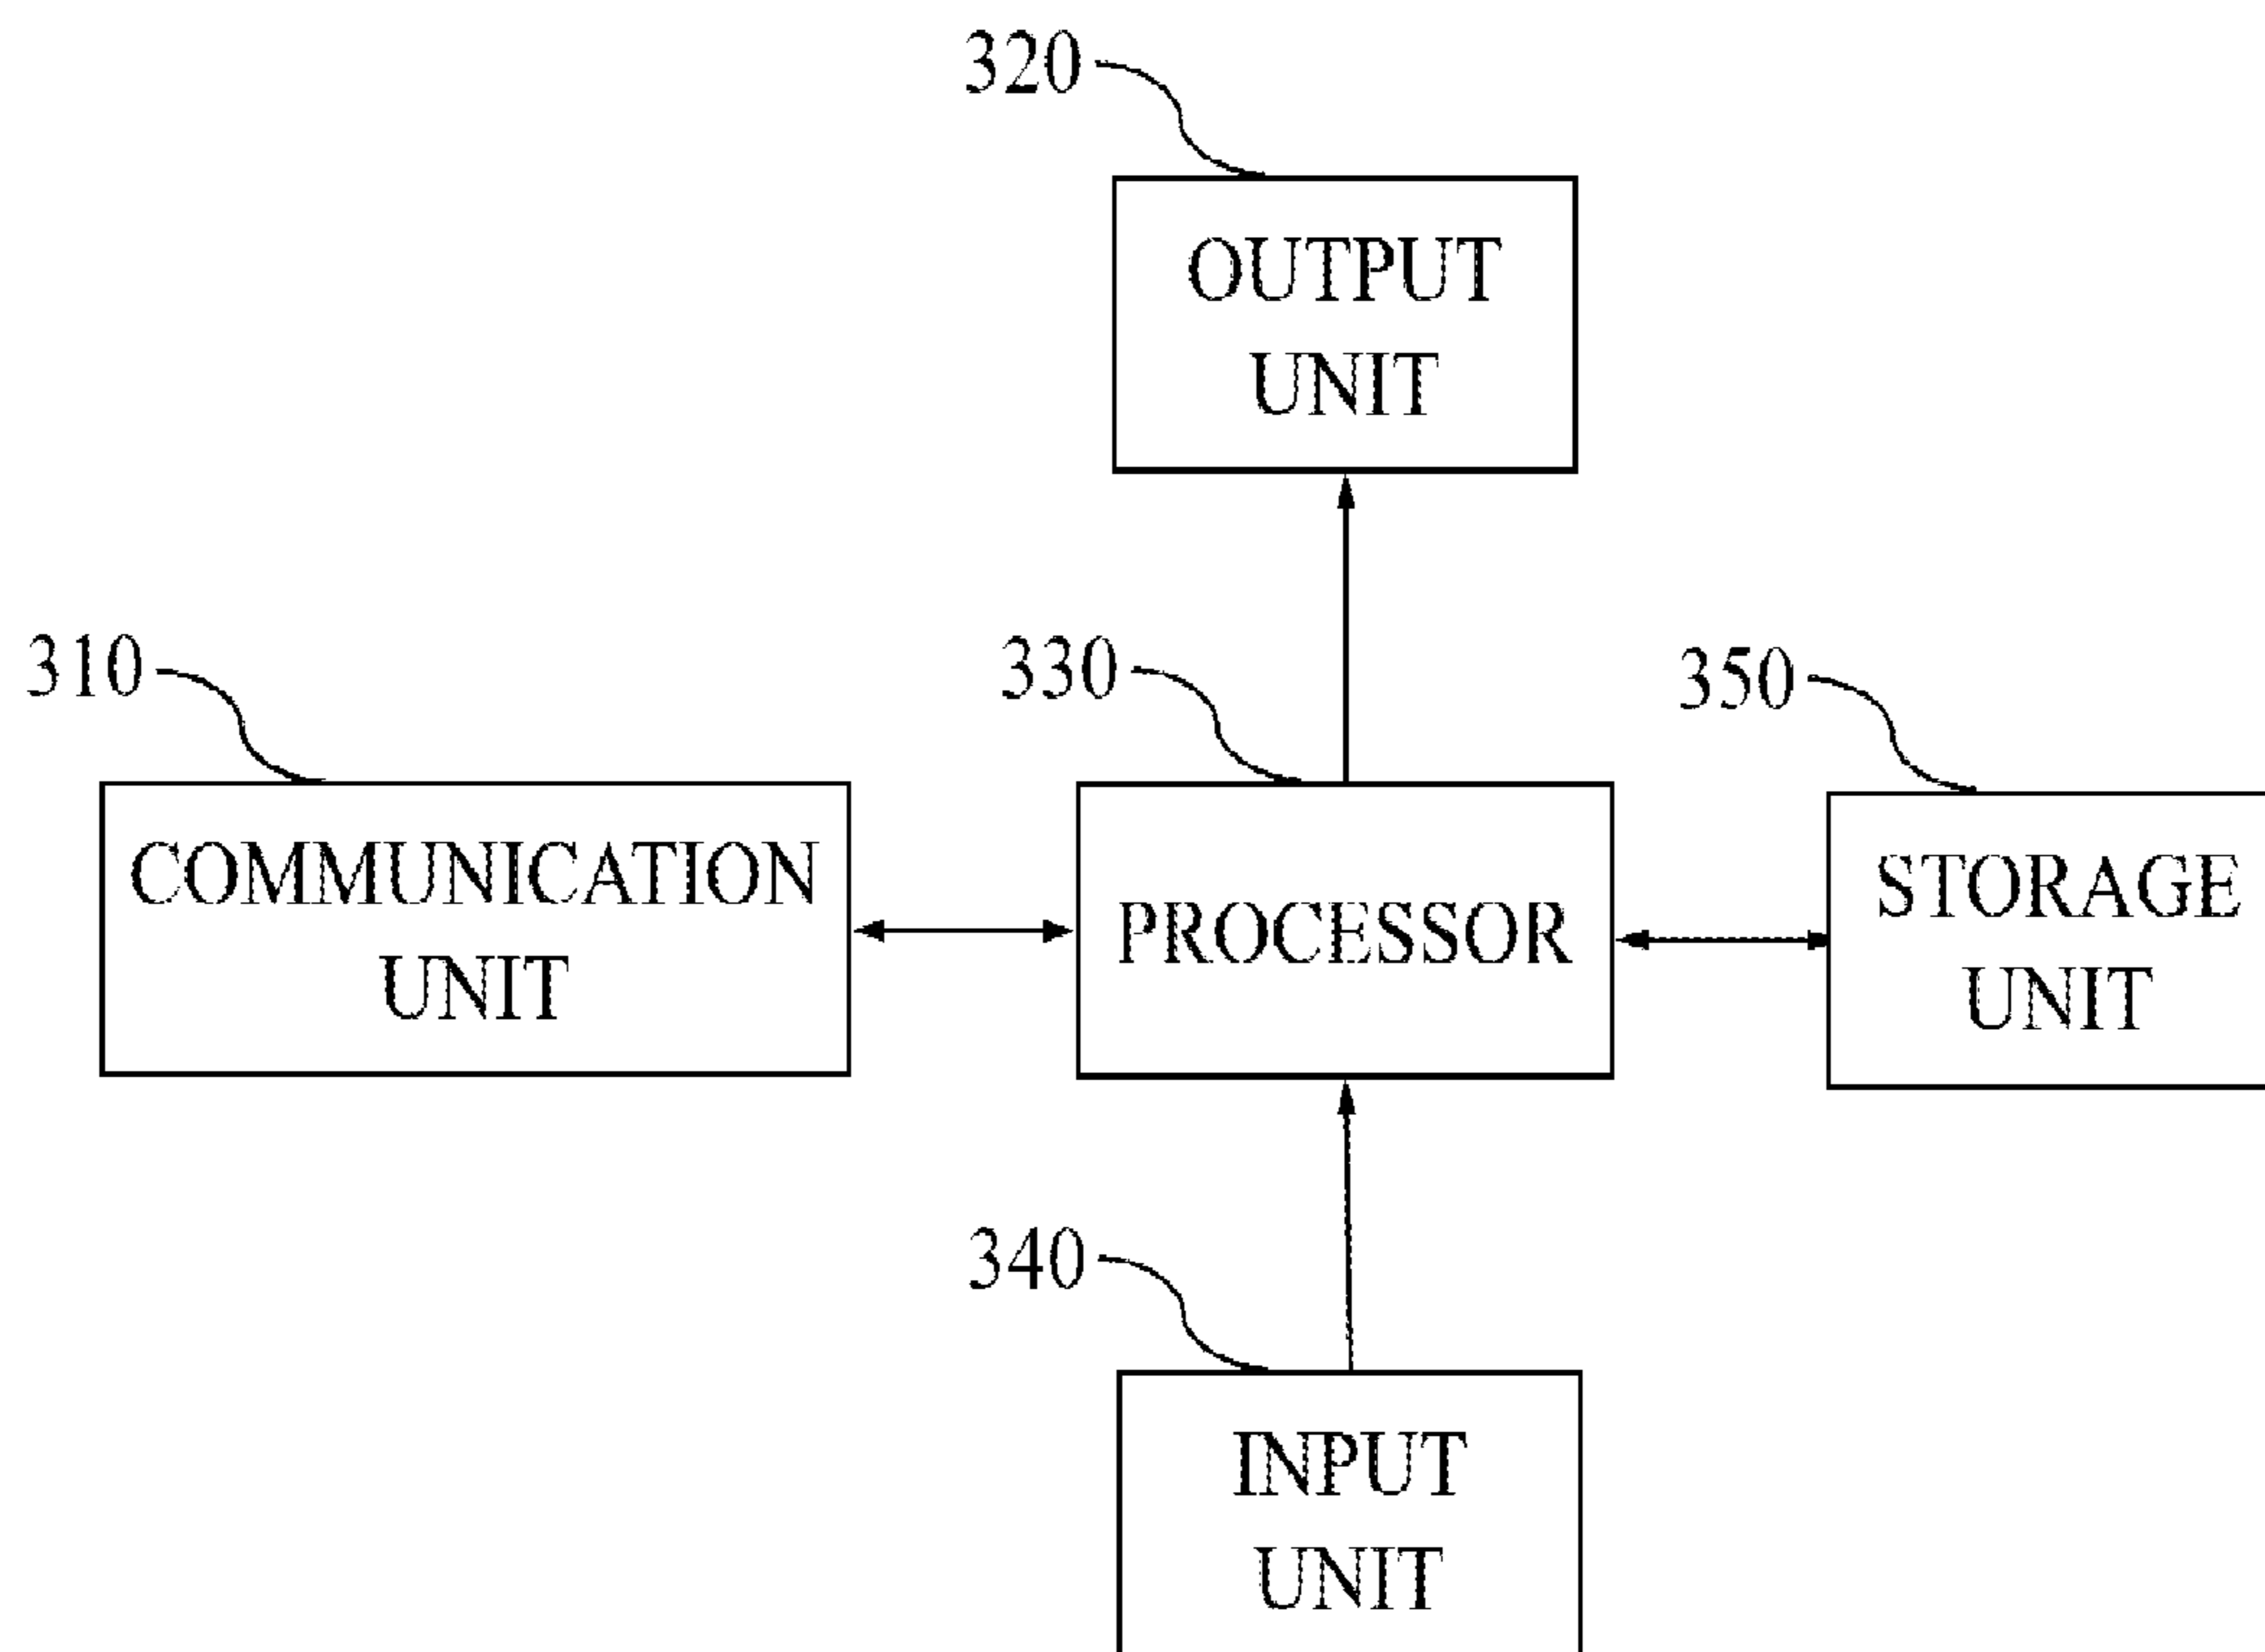 320
OUTPUT
UNIT
310
330
350
COMMUNICATION
UNIT
PROCESSOR
STORAGE
UNIT
340
INPUT
UNIT